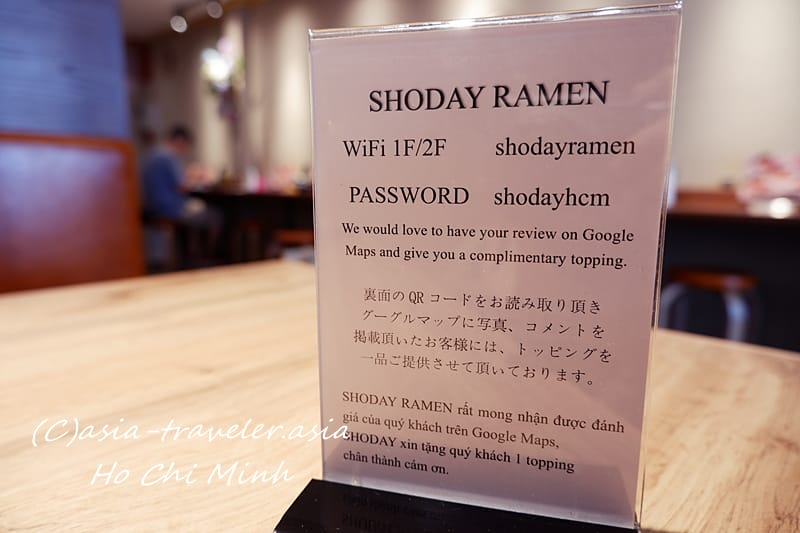 SHODAY RAMEN
WiFi 1F/2F shodayramen
PASSWORD shodayhcm
We would love to have your review on Google
Maps and give you a complimentary topping.
裏面のQRコードをお読み取り頂き
グーグルマップに写真、コメントを
掲載頂いたお客様には、トッピングを
一品ご提供させて頂いております。
SHODAY RAMEN rất mong nhận được đánh
giá của quý khách trên Google Maps,
SHODAY xin tặng quý khách 1 topping
chân thành cám ơn.
(C)asia-traveler.asia
Ho Chi Minh